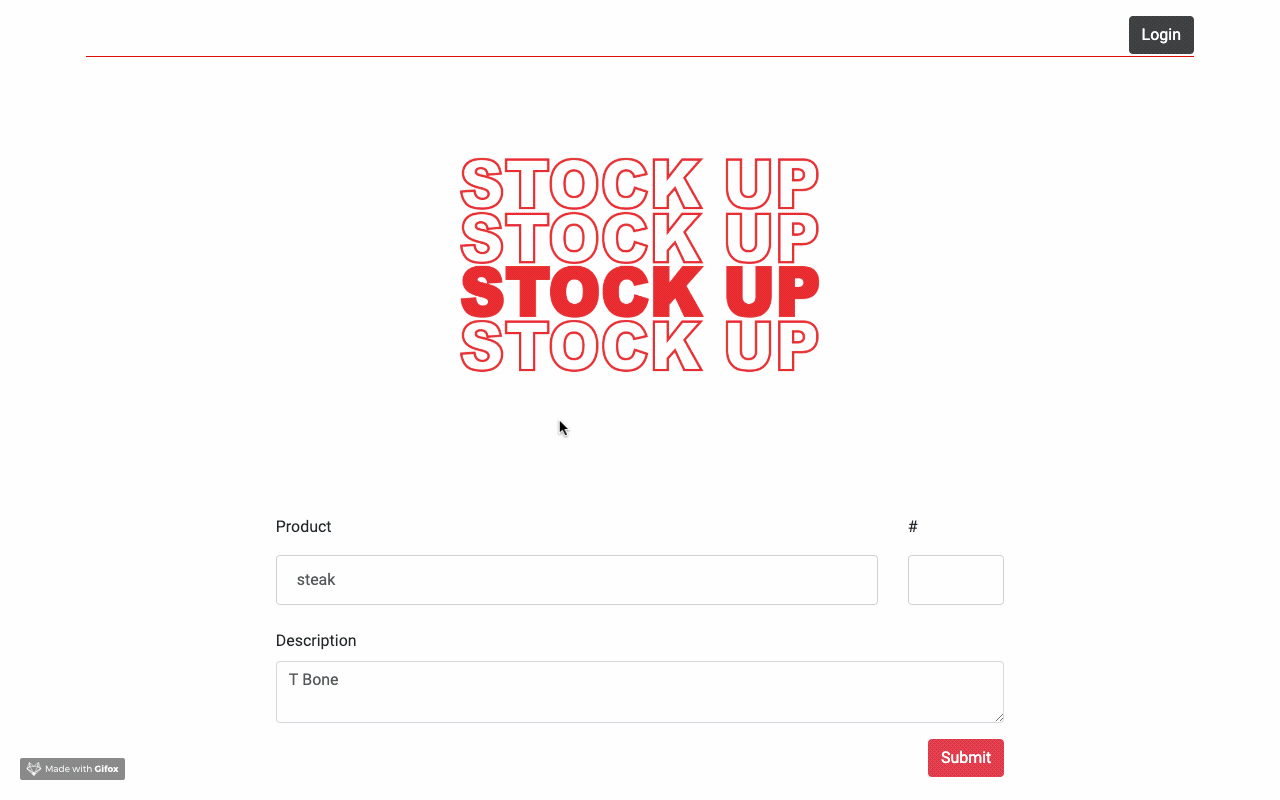 Login
STOCK UP
STOCK UP
STOCK UP
STOCK UP
Product
#
steak
Description
T Bone
Submit
Made with Gifox